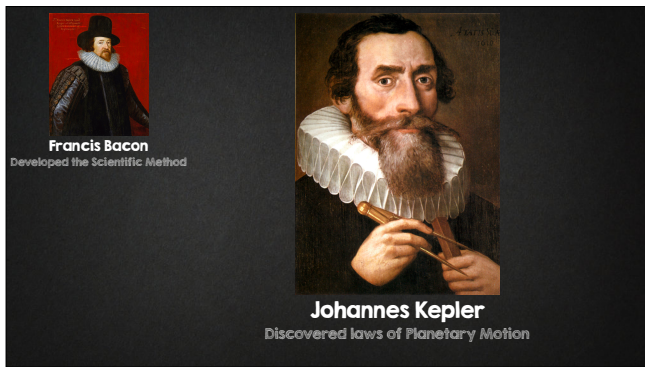 Francis Bacon
Developed the Scientific Method
Johannes Kepler
Discovered laws of Planetary Motion